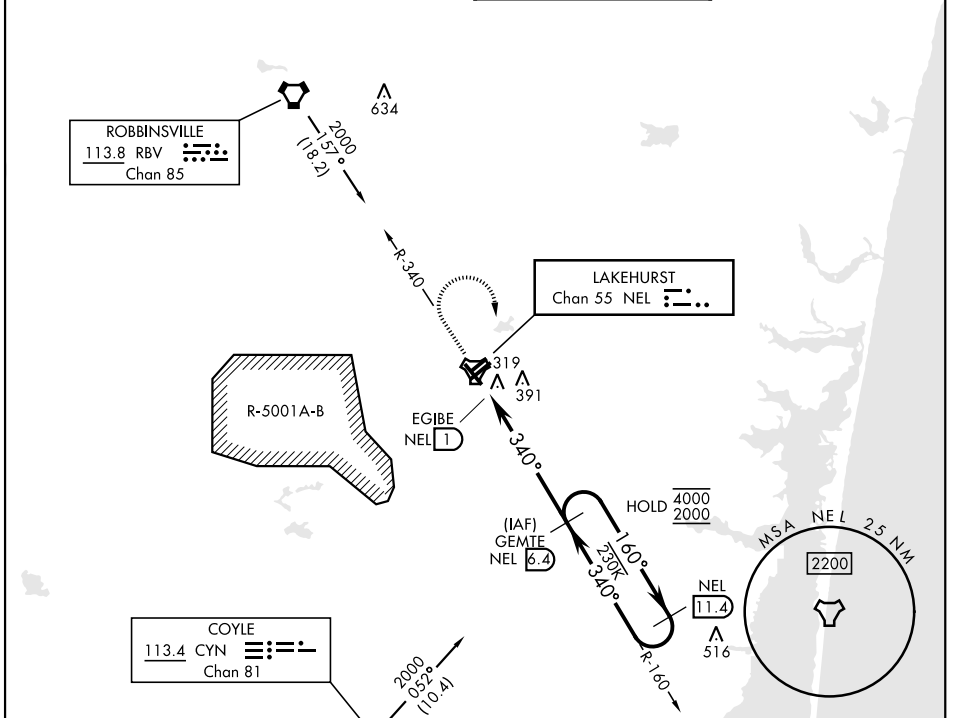 634
ROBBINSVILLE
113.8 RBV
Chan 85
2000
157°
(18.2)
R-340
LAKEHURST
Chan 55 NEL
319
391
R-5001A-B
EGIBE
NEL 1
340°
HOLD 4000
2000
(IAF)
GEMTE
NEL 6.4
160°
230K
340°
MSA NEL 25 NM
2200
NEL
11.4
516
R-160
COYLE
113.4 CYN
Chan 81
2000
052°
(10.4)